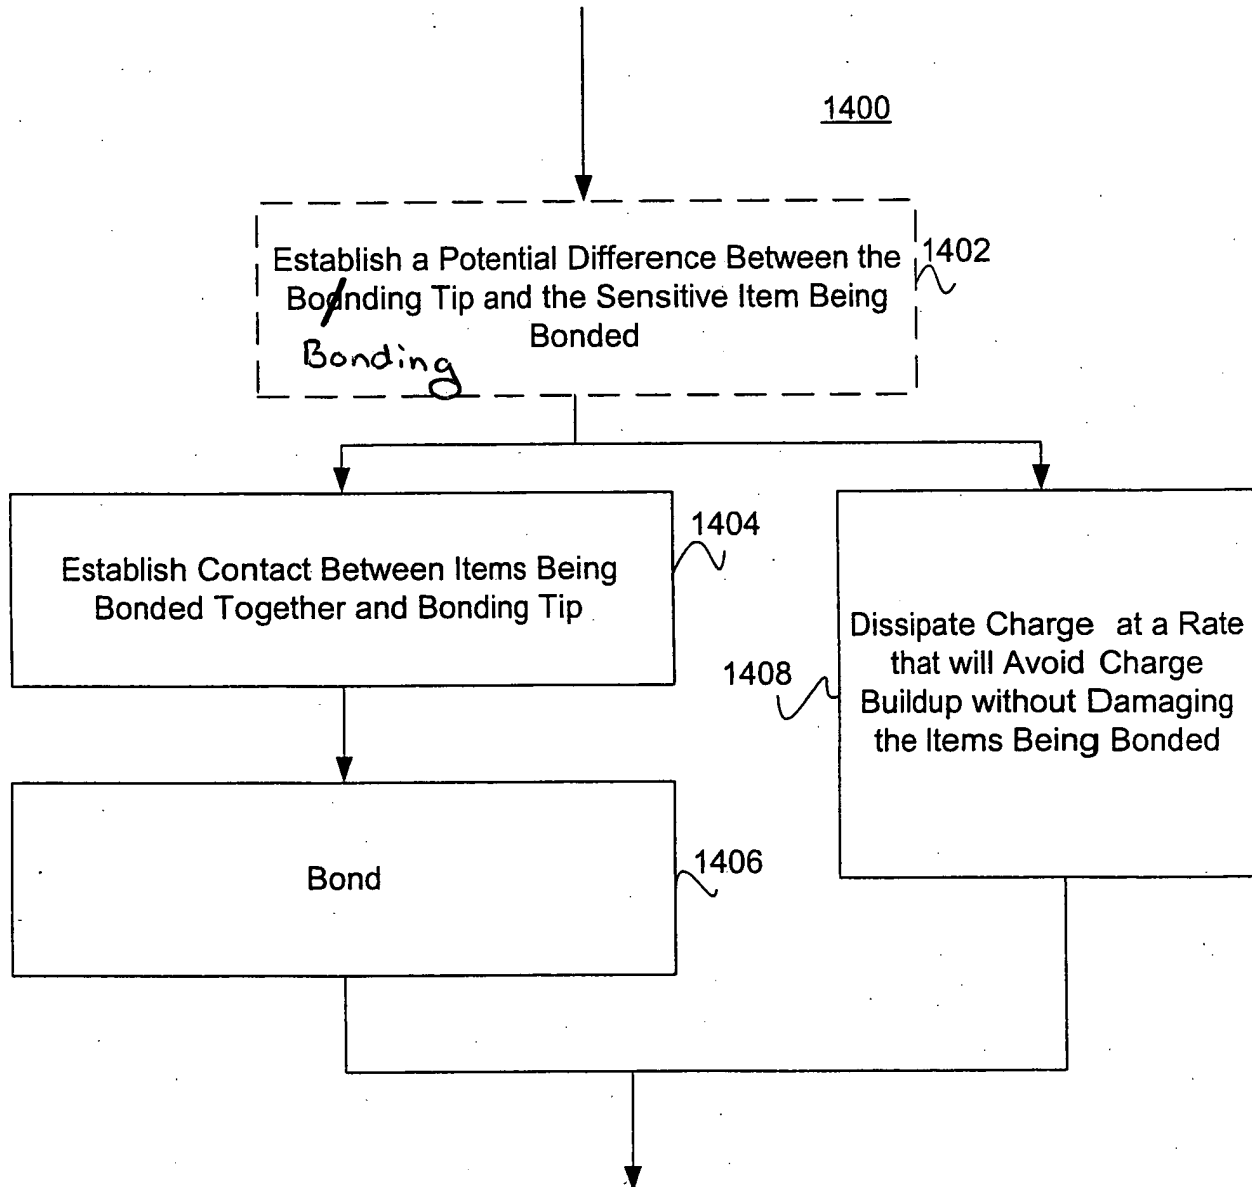 1400
Establish a Potential Difference Between the
Bounding Tip and the Sensitive Item Being
Bonded
Bonding
1402
1404
Establish Contact Between Items Being
Bonded Together and Bonding Tip
Dissipate Charge at a Rate
that will Avoid Charge
Buildup without Damaging
the Items Being Bonded
1408
Bond
1406